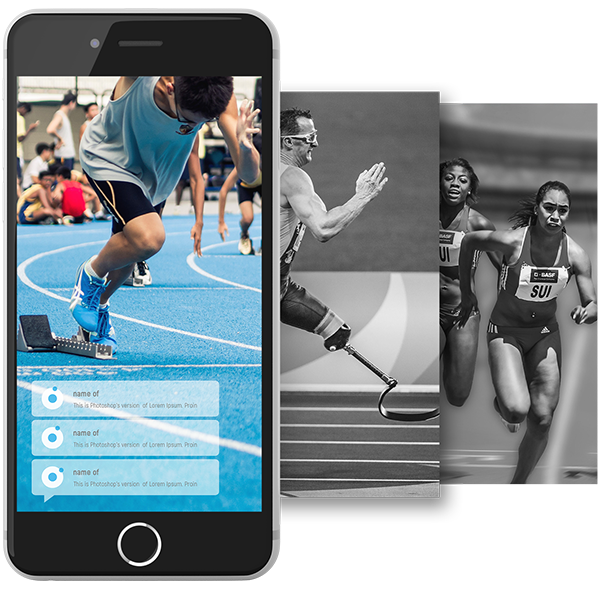 name of
This is Photoshop's version of Lorem Ipsum. Proin
name of
This is Photoshop's version of Lorem Ipsum. Proin
name of
This is Photoshop's version of Lorem Ipsum. Proin
BASF
BASF
SUI